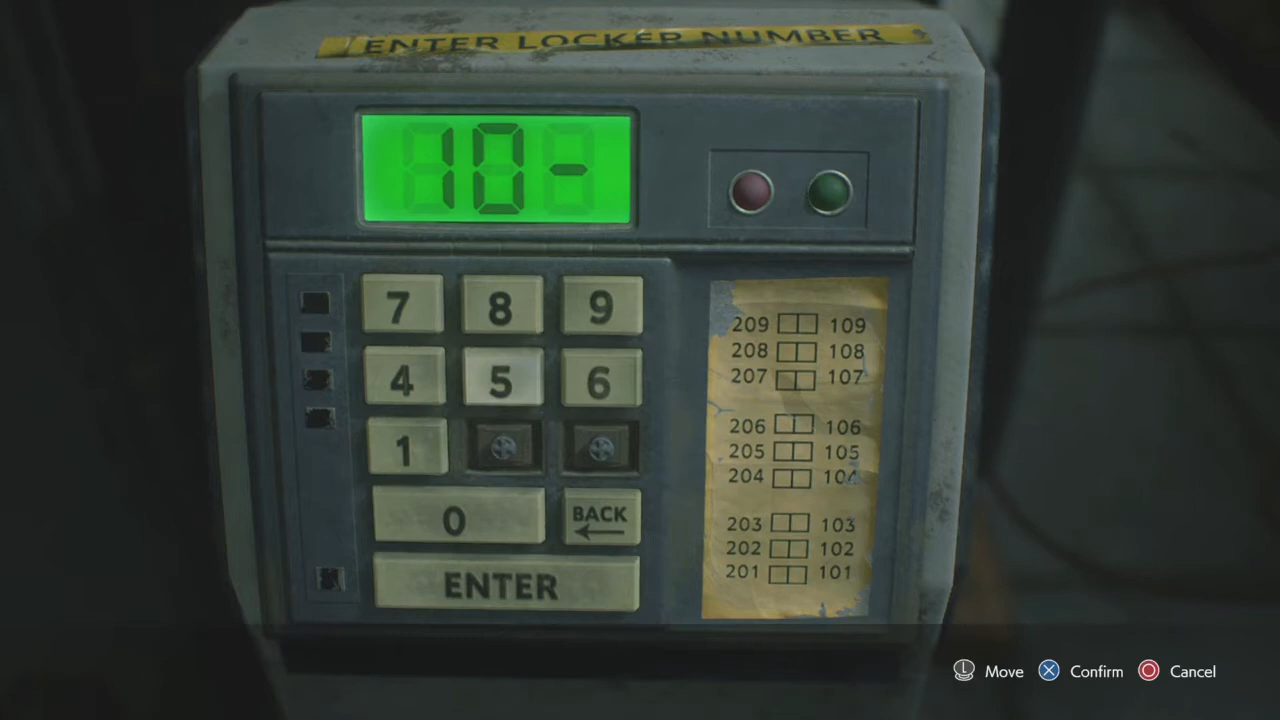 ENTER LOCKER NUMBER
10-
7 8 9
4 5 6
1
0 BACK
ENTER
209 109
208 108
207 107
206 106
205 105
204 104
203 103
202 102
201 101
L Move Confirm Cancel